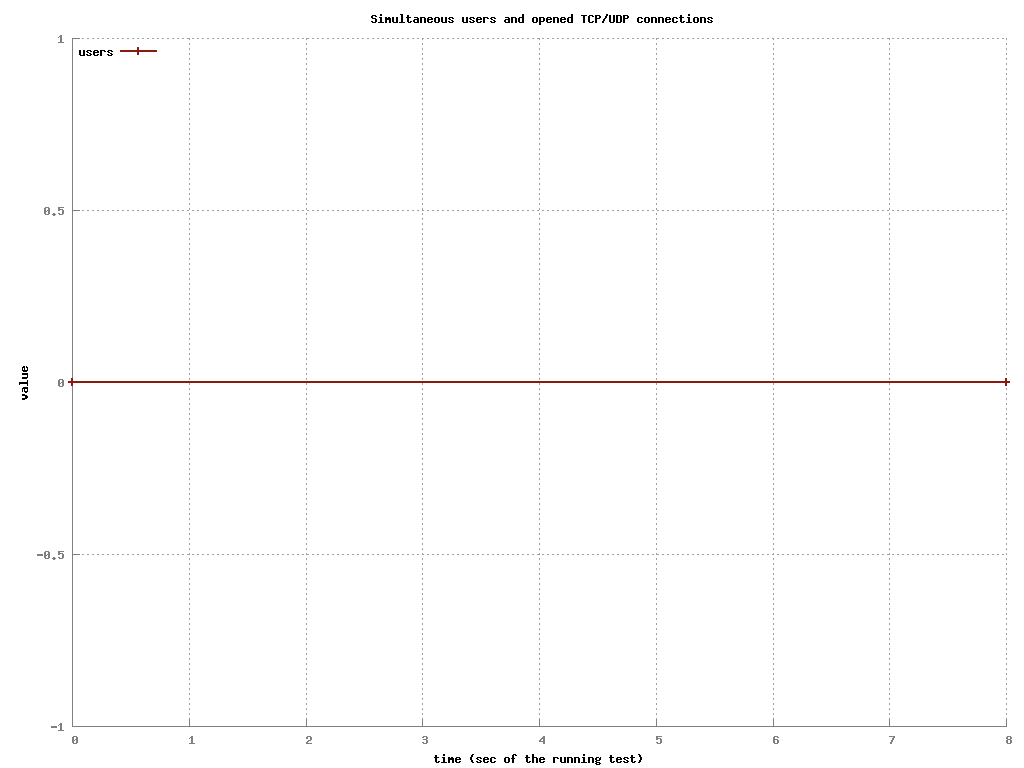 Simultaneous users and opened TCP/UDP connections
1
users
0.5
value
0
-0.5
-1
0 1 2 3 4 5 6 7 8
time (sec of the running test)